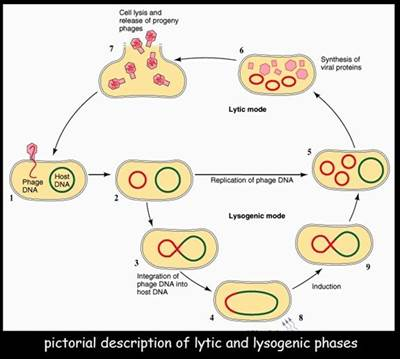 Cell lysis and
release of progeny
phages
7
6
Synthesis of
viral proteins
Lytic mode
Phage
DNA
Host
DNA
1
2
Replication of phage DNA
5
Lysogenic mode
3
Integration of
phage DNA into
host DNA
4
8
Induction
9
pictorial description of lytic and lysogenic phases